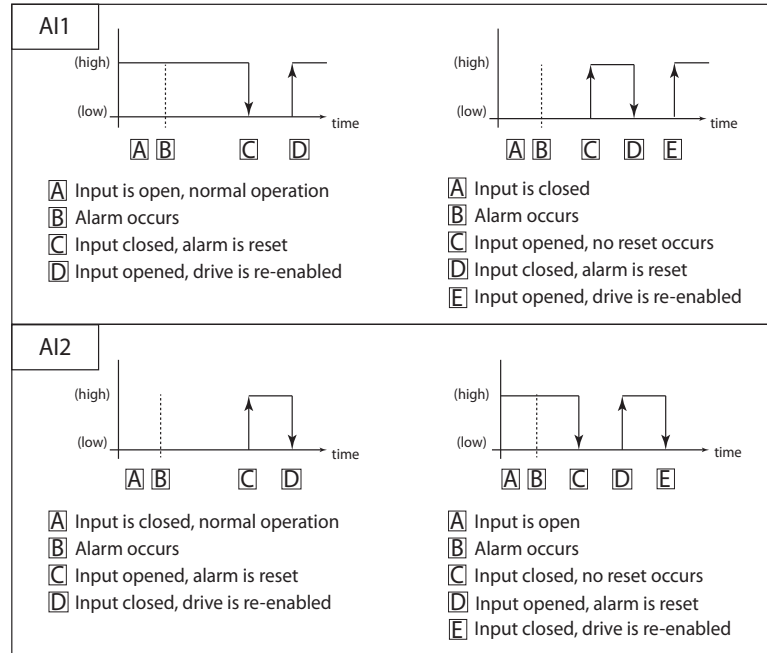 AI1
(high)
(low)
time
A B C D
A Input is open, normal operation
B Alarm occurs
C Input closed, alarm is reset
D Input opened, drive is re-enabled
(high)
(low)
time
A B C D E
A Input is closed
B Alarm occurs
C Input opened, no reset occurs
D Input closed, alarm is reset
E Input opened, drive is re-enabled
AI2
(high)
(low)
time
A B C D
A Input is closed, normal operation
B Alarm occurs
C Input opened, alarm is reset
D Input closed, drive is re-enabled
(high)
(low)
time
A B C D E
A Input is open
B Alarm occurs
C Input closed, no reset occurs
D Input opened, alarm is reset
E Input closed, drive is re-enabled